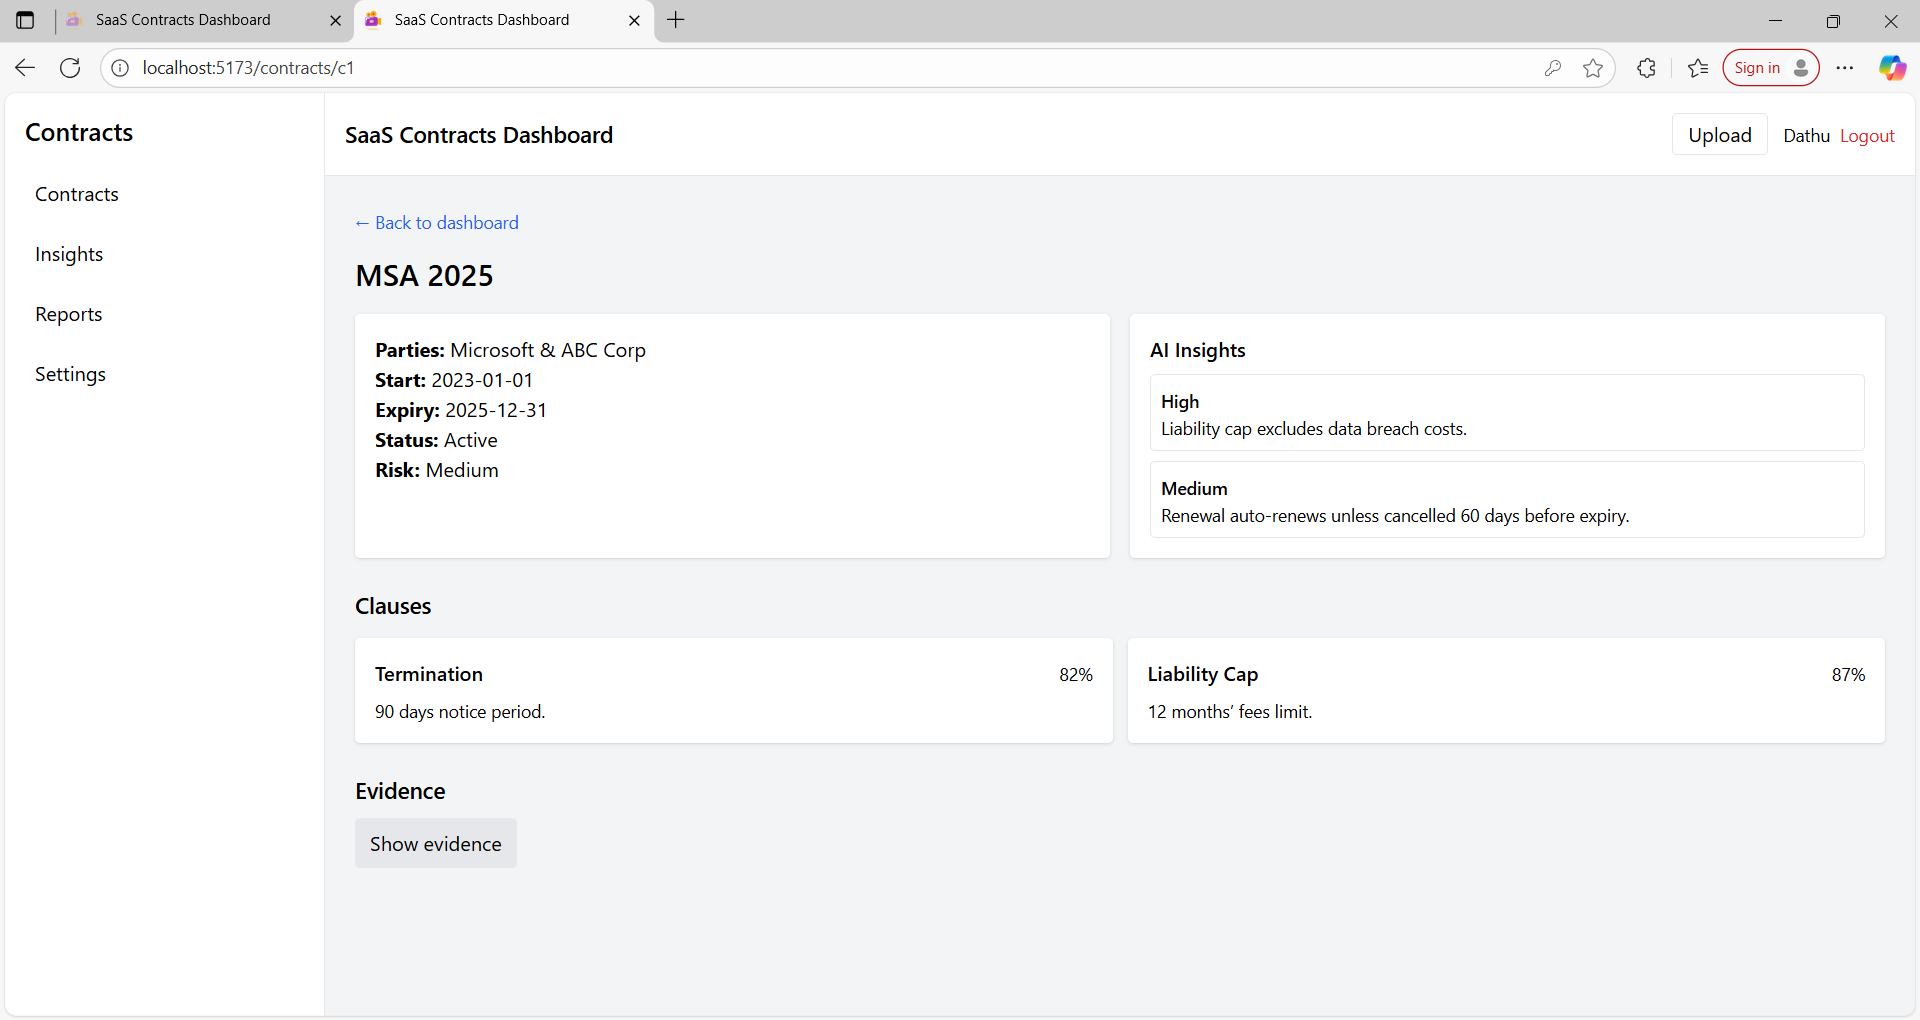 SaaS Contracts Dashboard
SaaS Contracts Dashboard
localhost:5173/contracts/c1
Sign in
Contracts
Contracts
Insights
Reports
Settings
SaaS Contracts Dashboard
Upload
Dathu Logout
← Back to dashboard
MSA 2025
Parties: Microsoft & ABC Corp
Start: 2023-01-01
Expiry: 2025-12-31
Status: Active
Risk: Medium
AI Insights
High
Liability cap excludes data breach costs.
Medium
Renewal auto-renews unless cancelled 60 days before expiry.
Clauses
Termination 82%
90 days notice period.
Liability Cap 87%
12 months’ fees limit.
Evidence
Show evidence